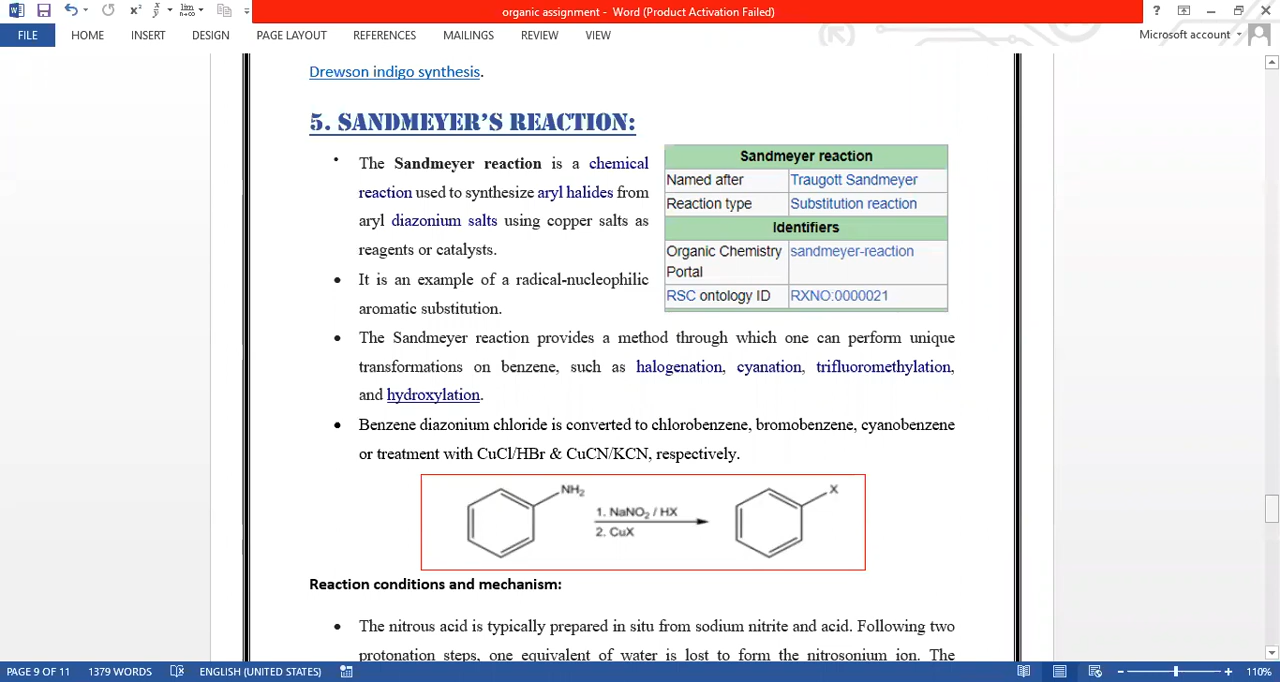 organic assignment - Word (Product Activation Failed)
FILE HOME INSERT DESIGN PAGE LAYOUT REFERENCES MAILINGS REVIEW VIEW Microsoft account
Drewson indigo synthesis.
5. SANDMEYER’S REACTION:
• The Sandmeyer reaction is a chemical
reaction used to synthesize aryl halides from
aryl diazonium salts using copper salts as
reagents or catalysts.
• It is an example of a radical-nucleophilic
aromatic substitution.
Sandmeyer reaction
Named after Traugott Sandmeyer
Reaction type Substitution reaction
Identifiers
Organic Chemistry sandmeyer-reaction
Portal
RSC ontology ID RXNO:0000021
• The Sandmeyer reaction provides a method through which one can perform unique
transformations on benzene, such as halogenation, cyanation, trifluoromethylation,
and hydroxylation.
• Benzene diazonium chloride is converted to chlorobenzene, bromobenzene, cyanobenzene
or treatment with CuCl/HBr & CuCN/KCN, respectively.
NH2
1. NaNO2 / HX
2. CuX
X
Reaction conditions and mechanism:
• The nitrous acid is typically prepared in situ from sodium nitrite and acid. Following two
protonation steps, one equivalent of water is lost to form the nitrosonium ion. The
PAGE 9 OF 11 1379 WORDS ENGLISH (UNITED STATES) 110%